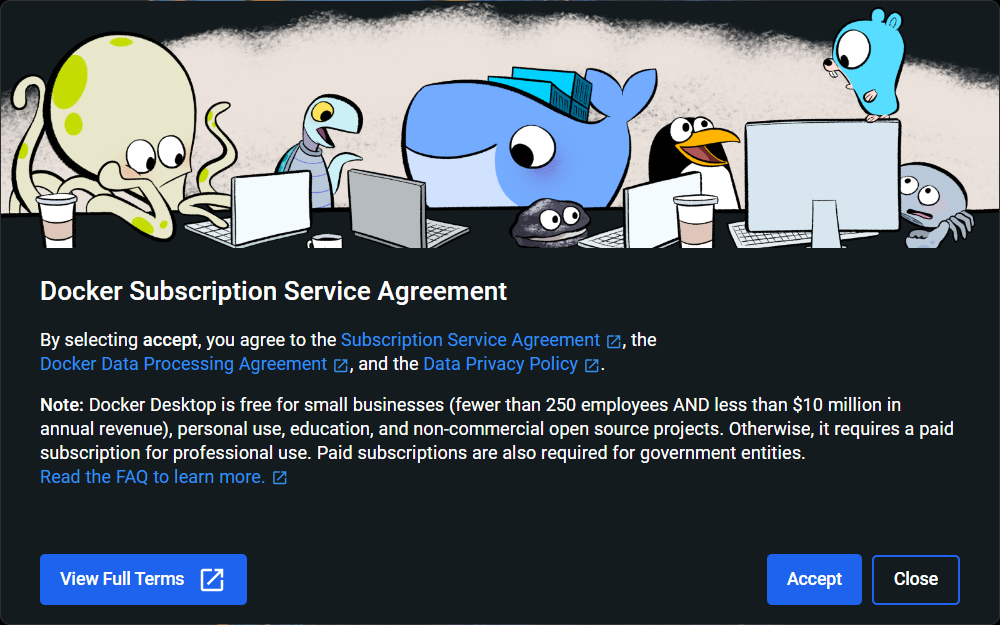 Docker Subscription Service Agreement
By selecting accept, you agree to the Subscription Service Agreement, the
Docker Data Processing Agreement, and the Data Privacy Policy.
Note: Docker Desktop is free for small businesses (fewer than 250 employees AND less than $10 million in
annual revenue), personal use, education, and non-commercial open source projects. Otherwise, it requires a paid
subscription for professional use. Paid subscriptions are also required for government entities.
Read the FAQ to learn more.
View Full Terms
Accept
Close